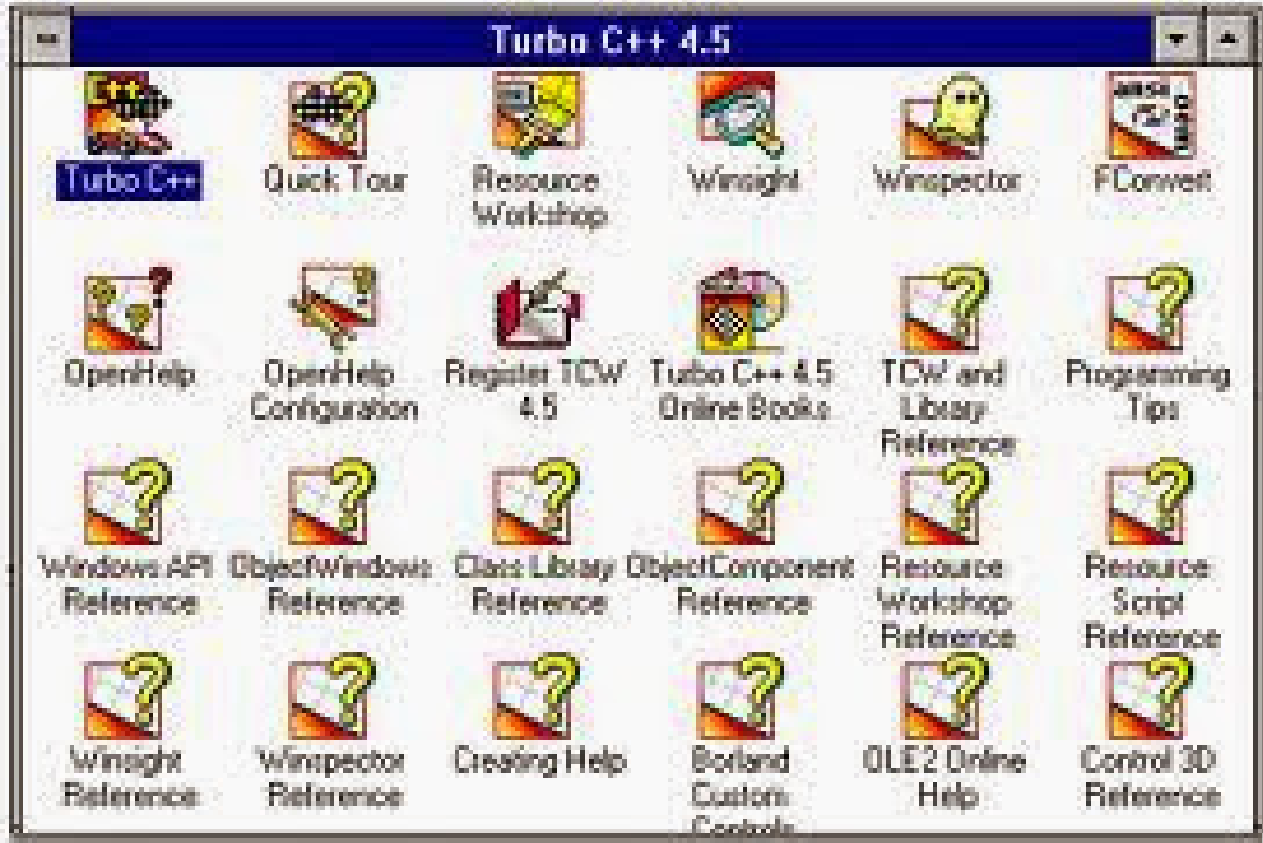 Turbo C++ 4.5
Turbo C++
Quick Tour
Resource
Workshop
Winsight
Winspector
FConvert
OpenHelp
OpenHelp
Configuration
Register TCW
4.5
Turbo C++ 4.5
Online Books
TCW and
Library
Reference
Programming
Tips
Windows API
Reference
ObjectWindows
Reference
Class Library
Reference
ObjectComponent
Reference
Resource
Workshop
Reference
Resource
Script
Reference
Winsight
Reference
Winspector
Reference
Creating Help
Borland
Custom
Controls
OLE2 Online
Help
Control 3D
Reference